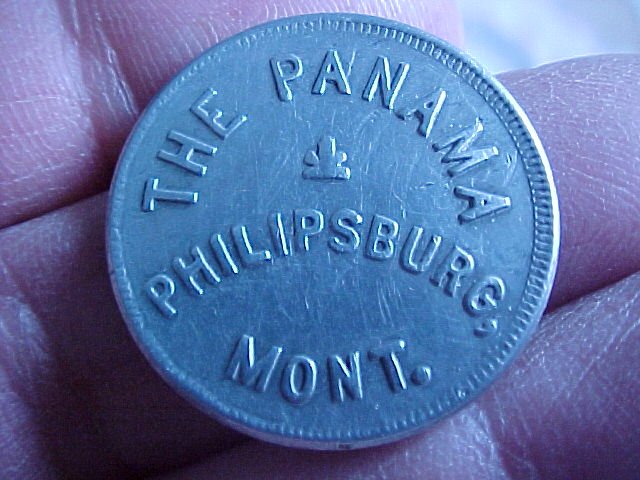 THE PANAMA
PHILIPSBURG,
MONT.